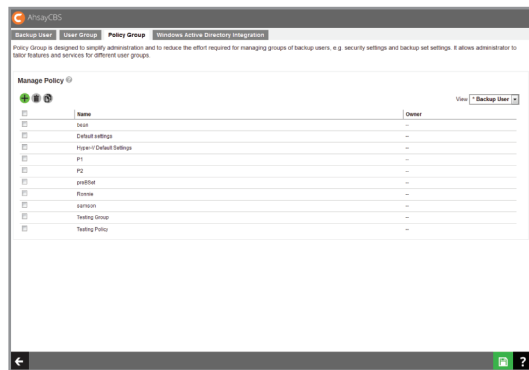 AhsayCBS
Backup User User Group Policy Group Windows Active Directory Integration
Policy Group is designed to simplify administration and to reduce the effort required for managing groups of backup users, e.g. security settings and backup set settings. It allows administrator to
tailor features and services for different user groups.
Manage Policy ?
View * Backup User
Name Owner
bean --
Default settings --
Hyper-V Default Settings --
P1 --
P2 --
preBSet --
Ronnie --
samson --
Testing Group --
Testing Policy --
?